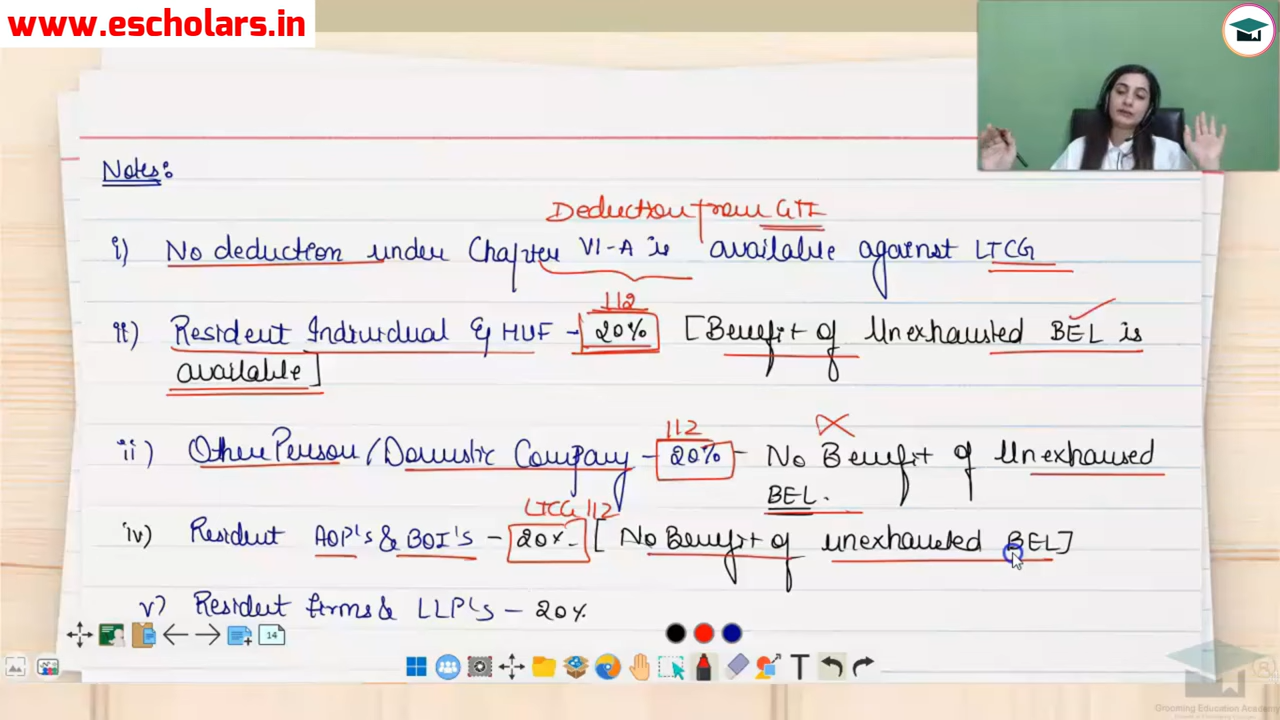 www.escholars.in
Notes:
Deduction from GTI
i) No deduction under Chapter VI-A is available against LTCG
112
ii) Resident Individual & HUF - 20% [Benefit of Unexhausted BEL is
available]
112
iii) Other Person/Domestic Company - 20% - No Benefit of Unexhaused
BEL.
LTCG 112
iv) Resident AOP's & BOI's - 20%. [No Benefit of unexhausted BEL]
v) Resident firms & LLP's - 20%
14
T
Grooming Education Academy